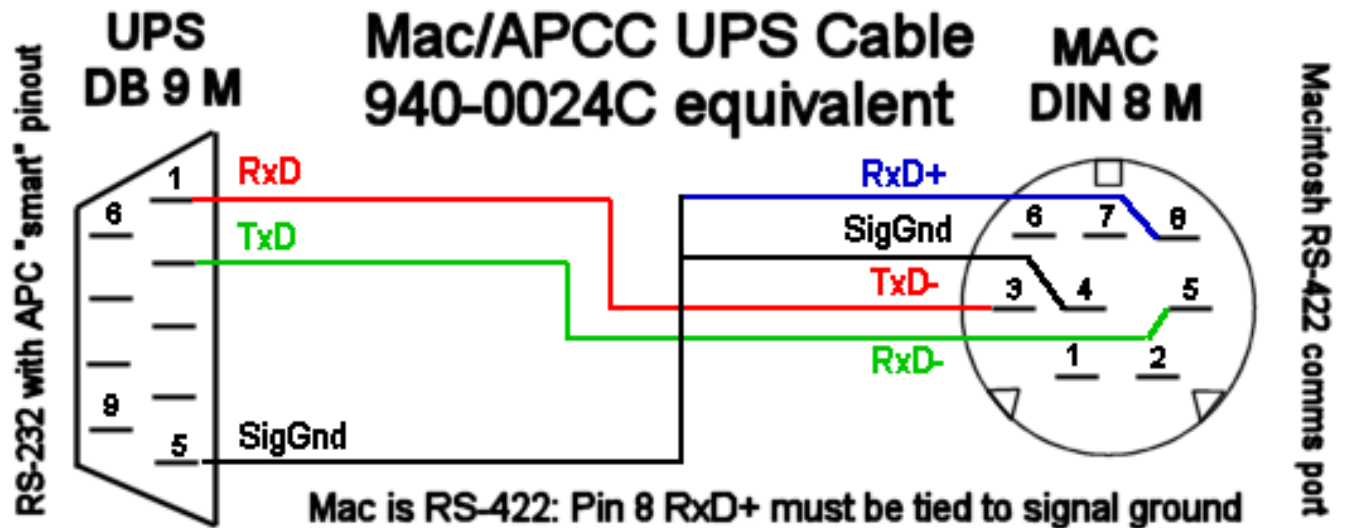 RS-232 with APC "smart" pinout
UPS
DB 9 M
Mac/APCC UPS Cable
940-0024C equivalent
MAC
DIN 8 M
Macintosh RS-422 comms port
1
6
9
5
RxD
TxD
SigGnd
RxD+
SigGnd
TxD-
RxD-
6 7 8
3 4 5
1 2
Mac is RS-422: Pin 8 RxD+ must be tied to signal ground